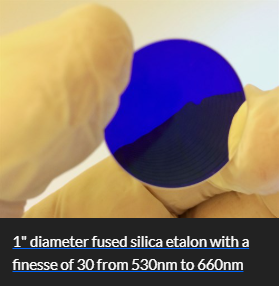 1" diameter fused silica etalon with a
finesse of 30 from 530nm to 660nm